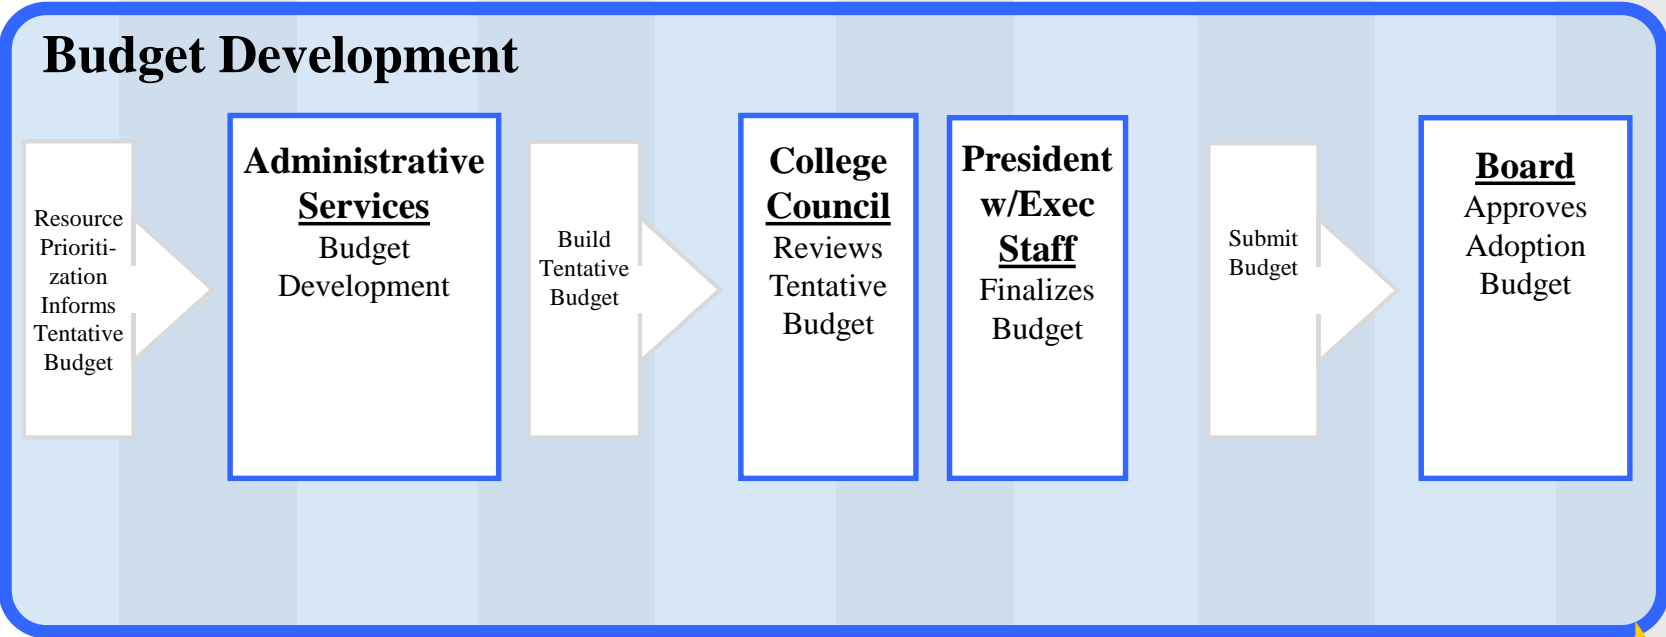 Budget Development
Resource
Prioriti-
zation
Informs
Tentative
Budget
Administrative
Services
Budget
Development
Build
Tentative
Budget
College
Council
Reviews
Tentative
Budget
President
w/Exec
Staff
Finalizes
Budget
Submit
Budget
Board
Approves
Adoption
Budget